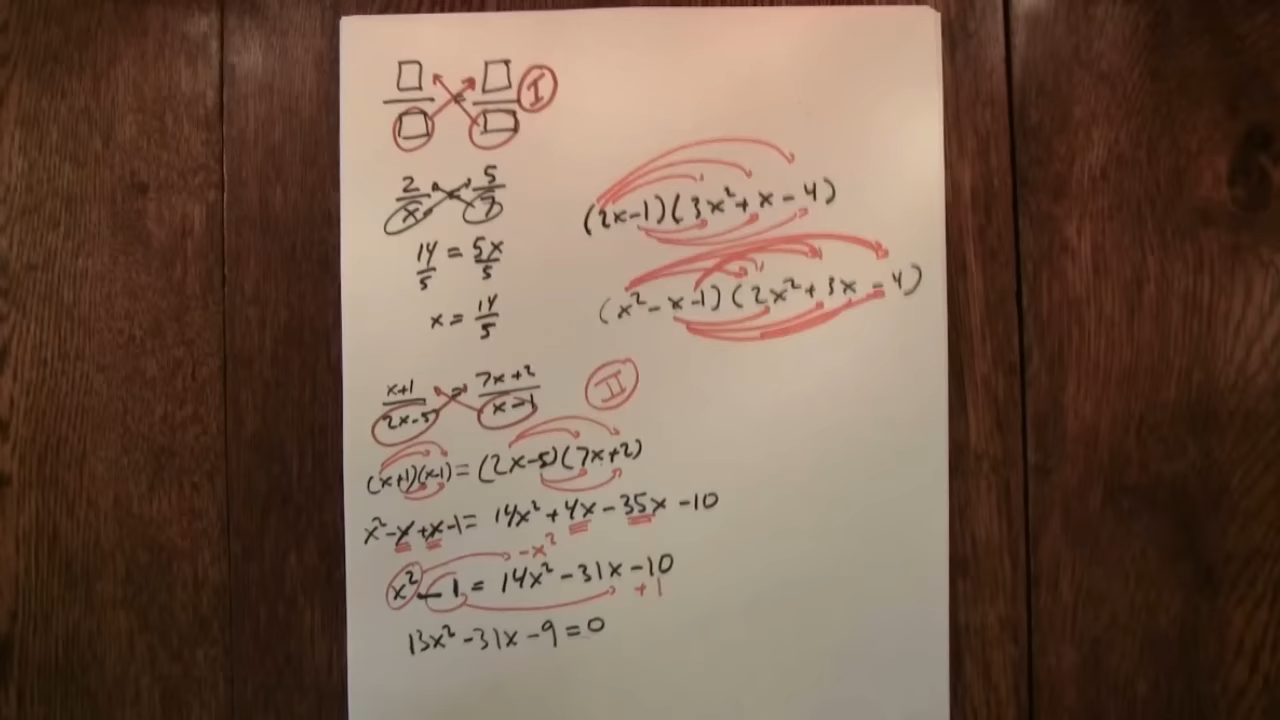 □/□ = □/□ I
2/x = 5/7
14/5 = 5x/5
x = 14/5
(2x-1)(3x²+x-4)
(x²-x-1)(2x²+3x-4)
x+1/2x-5 = 7x+2/x-1 II
(x+1)(x-1) = (2x-5)(7x+2)
x²-x+x-1 = 14x²+4x-35x-10
-x²
x²-1 = 14x²-31x-10
+1
13x²-31x-9=0